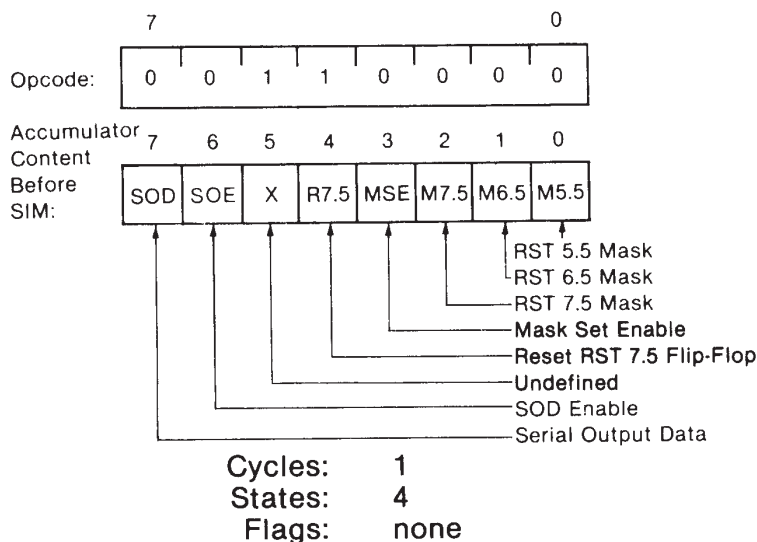 7 0
Opcode: 0 0 1 1 0 0 0 0
Accumulator
Content
Before
SIM:
7 6 5 4 3 2 1 0
SOD SOE X R7.5 MSE M7.5 M6.5 M5.5
RST 5.5 Mask
RST 6.5 Mask
RST 7.5 Mask
Mask Set Enable
Reset RST 7.5 Flip-Flop
Undefined
SOD Enable
Serial Output Data
Cycles: 1
States: 4
Flags: none